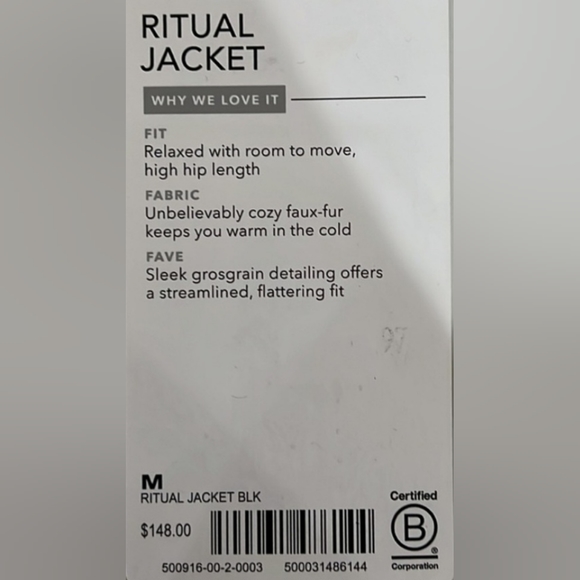 RITUAL
JACKET
WHY WE LOVE IT
FIT
Relaxed with room to move,
high hip length
FABRIC
Unbelievably cozy faux-fur
keeps you warm in the cold
FAVE
Sleek grosgrain detailing offers
a streamlined, flattering fit
M
RITUAL JACKET BLK
$148.00
500916-00-2-0003 500031486144
Certified
B
®
Corporation